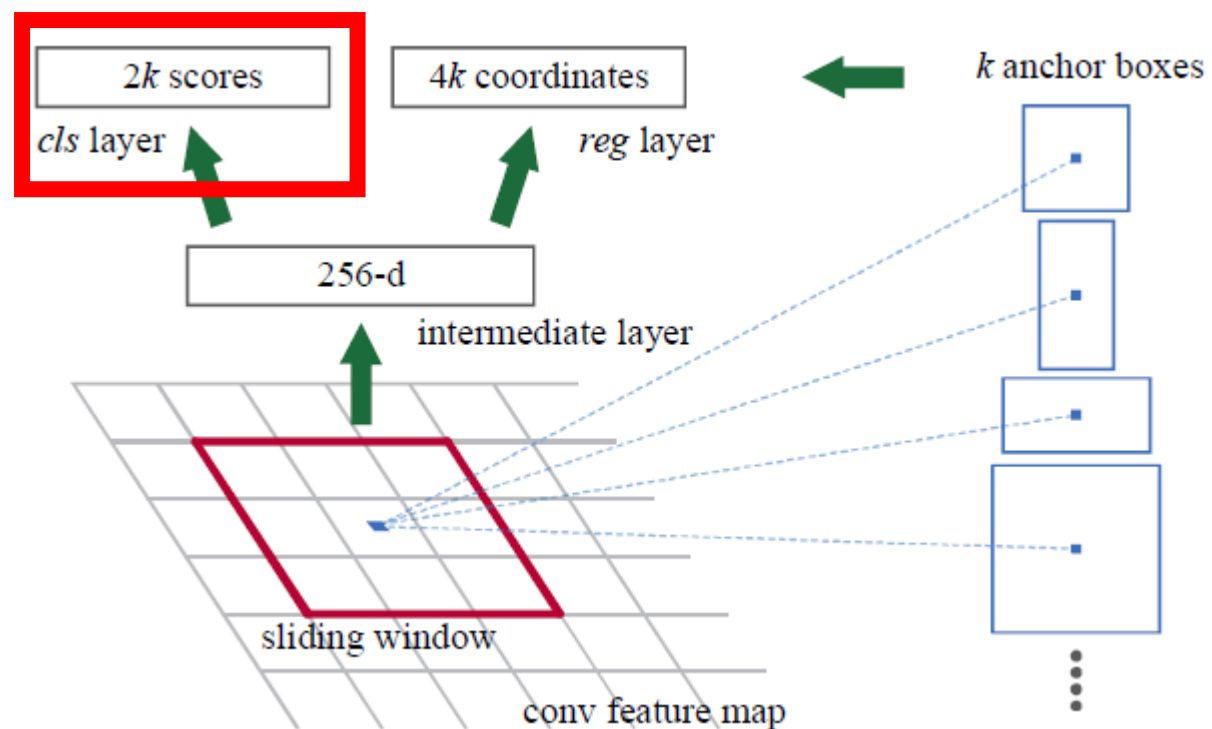 2k scores
4k coordinates
k anchor boxes
cls layer
reg layer
256-d
intermediate layer
sliding window
conv feature map